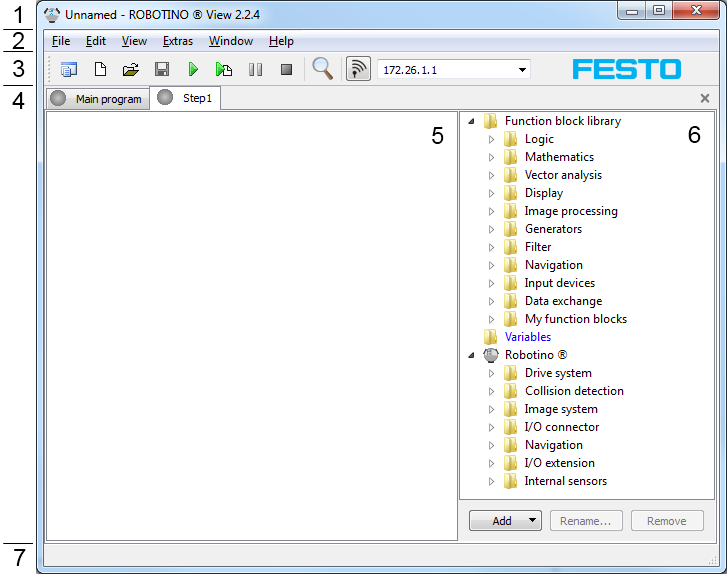 1 Unnamed - ROBOTINO ® View 2.2.4
2 File Edit View Extras Window Help
3 172.26.1.1 FESTO
4 Main program Step1
5
6
Function block library
Logic
Mathematics
Vector analysis
Display
Image processing
Generators
Filter
Navigation
Input devices
Data exchange
My function blocks
Variables
Robotino ®
Drive system
Collision detection
Image system
I/O connector
Navigation
I/O extension
Internal sensors
Add Rename... Remove
7